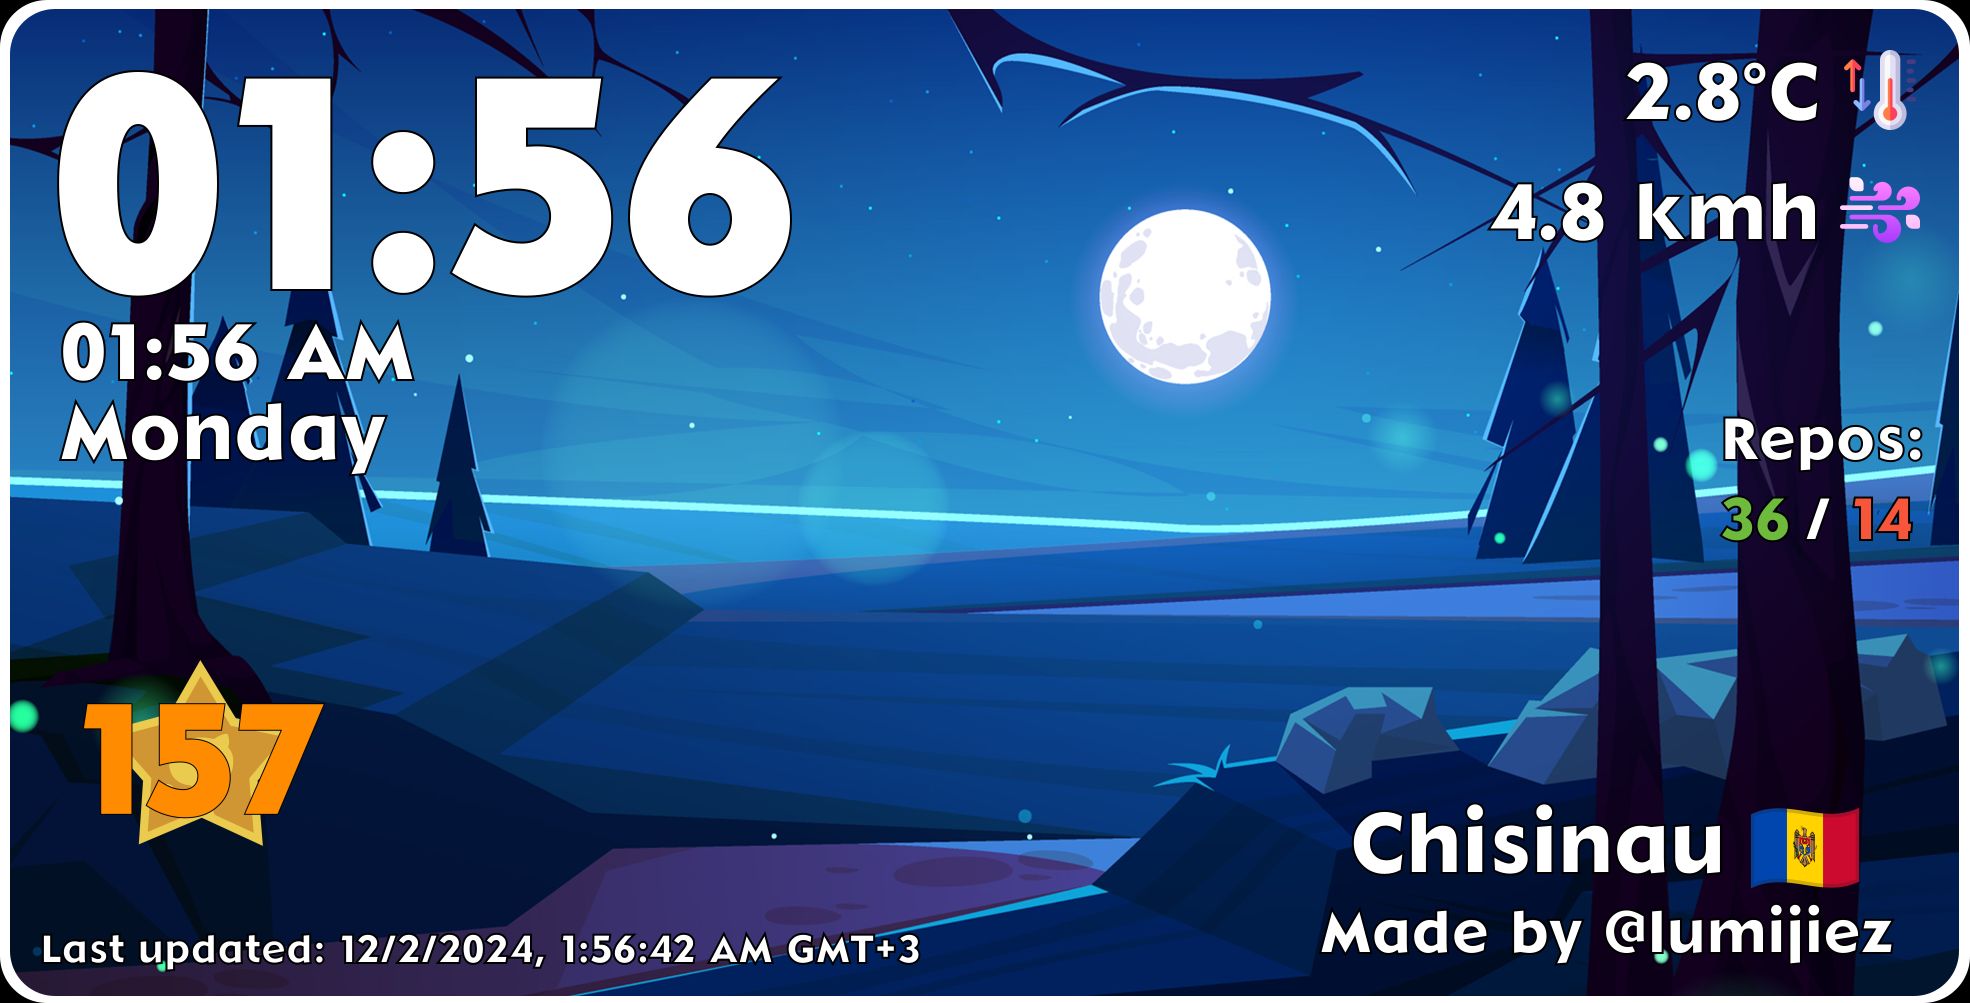 01:56
01:56 AM
Monday
2.8°C
4.8 kmh
Repos:
36 / 14
157
Chisinau
Made by @lumijiez
Last updated: 12/2/2024, 1:56:42 AM GMT+3